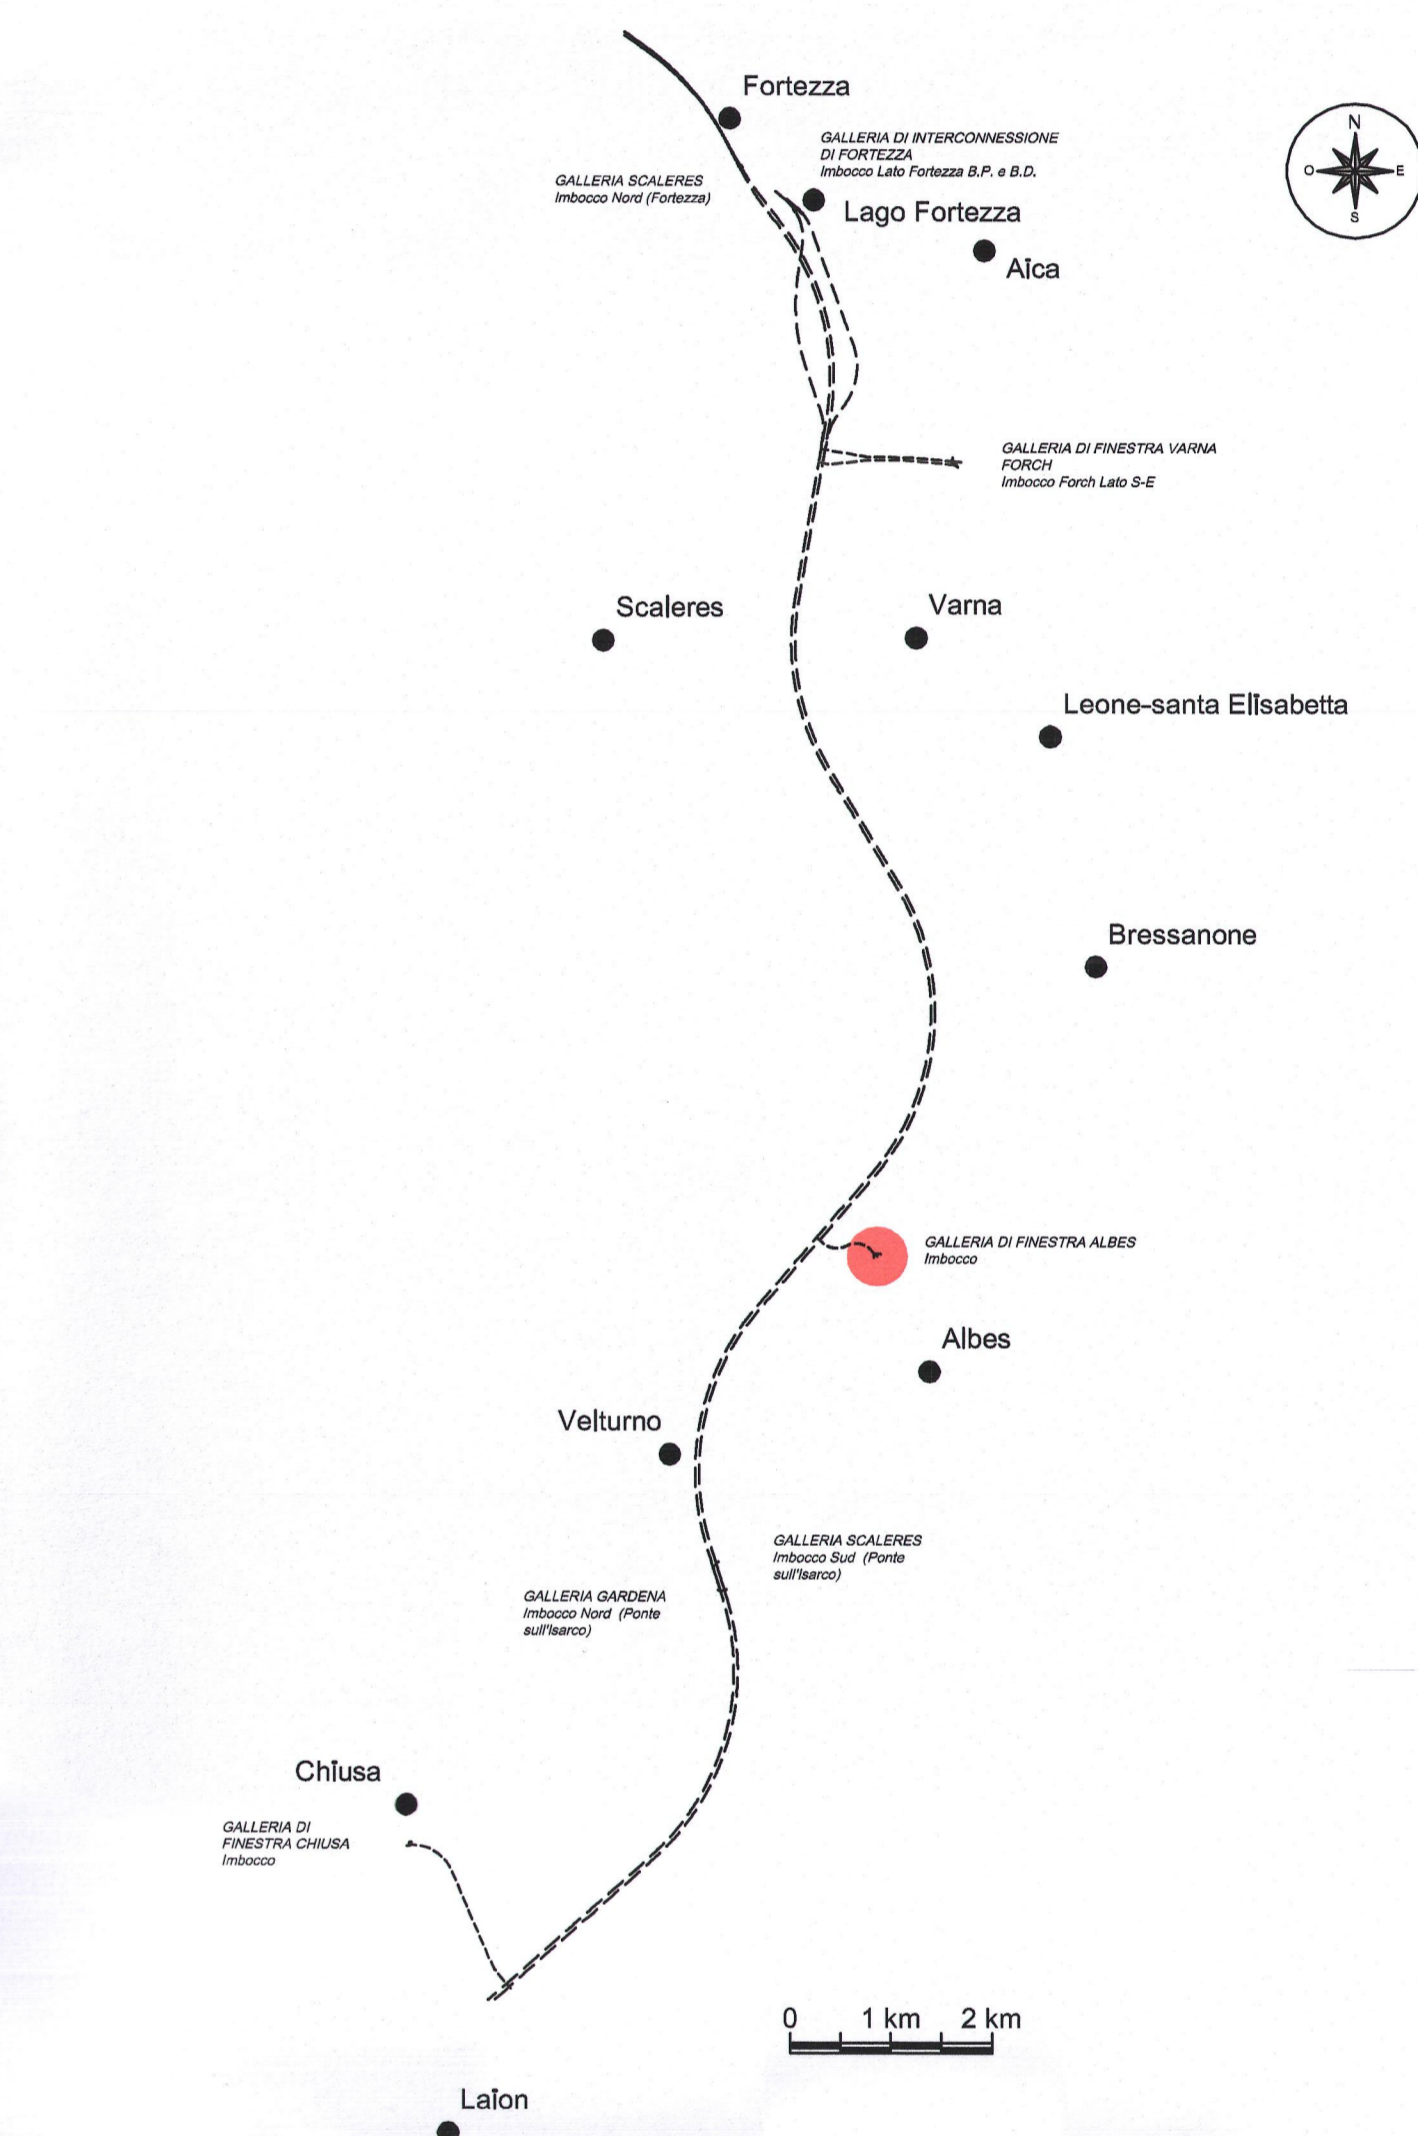 Fortezza
GALLERIA DI INTERCONNESSIONE
DI FORTEZZA
Imbocco Lato Fortezza B.P. e B.D.
N
O
E
S
GALLERIA SCALERES
Imbocco Nord (Fortezza)
Lago Fortezza
Aica
GALLERIA DI FINESTRA VARNA
FORCH
Imbocco Forch Lato S-E
Scaleres
Varna
Leone-santa Elisabetta
Bressanone
GALLERIA DI FINESTRA ALBES
Imbocco
Albes
Velturno
GALLERIA SCALERES
Imbocco Sud (Ponte
sull'Isarco)
GALLERIA GARDENA
Imbocco Nord (Ponte
sull'Isarco)
Chiusa
GALLERIA DI
FINESTRA CHIUSA
Imbocco
0 1 km 2 km
Laion